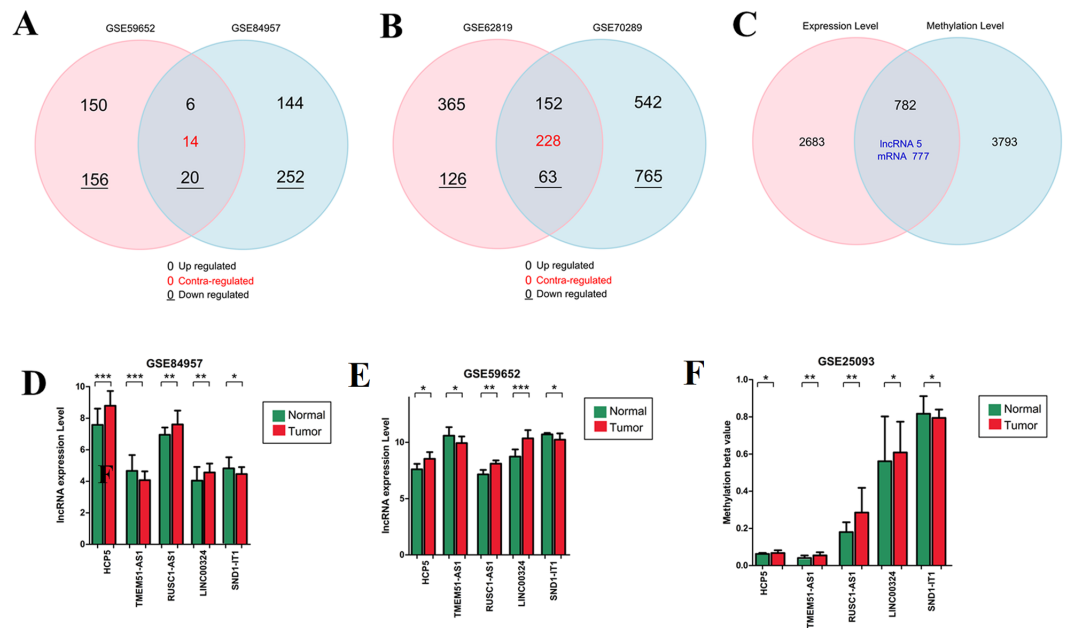 A
GSE59652 GSE84957
150 6 144
14
156 20 252
0 Up regulated
0 Contra-regulated
0 Down regulated
B
GSE62819 GSE70289
365 152 542
228
126 63 765
0 Up regulated
0 Contra-regulated
0 Down regulated
C
Expression Level Methylation Level
782
2683 lncRNA 5 3793
mRNA 777
D
GSE84957
*** *** ** ** *
lncRNA expression Level
10
8
6
4
2
0
F
HCP5
TMEM51-AS1
RUSC1-AS1
LINC00324
SND1-IT1
Normal
Tumor
E
GSE59652
* * ** *** *
lncRNA expression Level
10
5
0
HCP5
TMEM51-AS1
RUSC1-AS1
LINC00324
SND1-IT1
Normal
Tumor
F
GSE25093
* ** ** * *
Methylation beta value
1.0
0.8
0.6
0.4
0.2
0.0
HCP5
TMEM51-AS1
RUSC1-AS1
LINC00324
SND1-IT1
Normal
Tumor